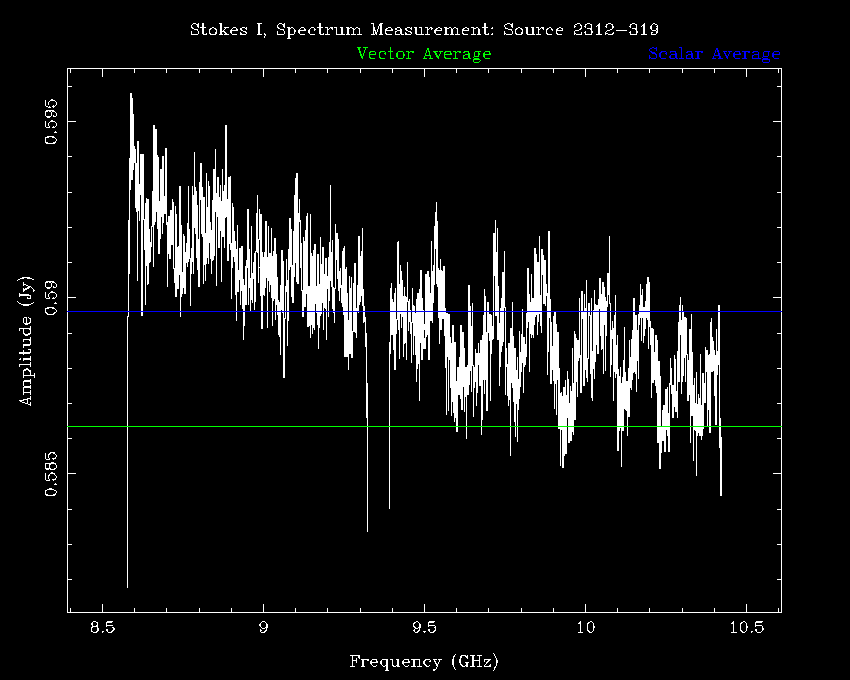 Stokes I, Spectrum Measurement: Source 2312-319
Vector Average Scalar Average
0.595
0.59
0.585
Amplitude (Jy)
8.5 9 9.5 10 10.5
Frequency (GHz)